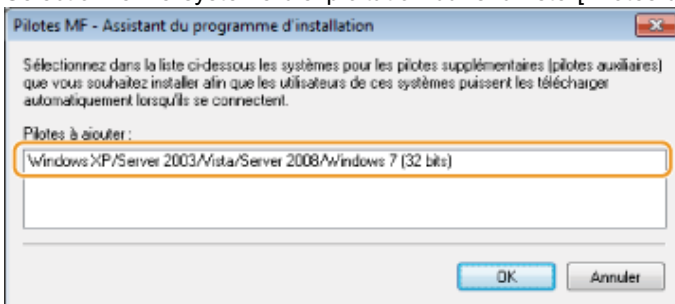 Pilotes MF - Assistant du programme d'installation
Sélectionnez dans la liste ci-dessous les systèmes pour les pilotes supplémentaires (pilotes auxiliaires)
que vous souhaitez installer afin que les utilisateurs de ces systèmes puissent les télécharger
automatiquement lorsqu'ils se connectent.
Pilotes à ajouter :
Windows XP/Server 2003/Vista/Server 2008/Windows 7 (32 bits)
OK Annuler